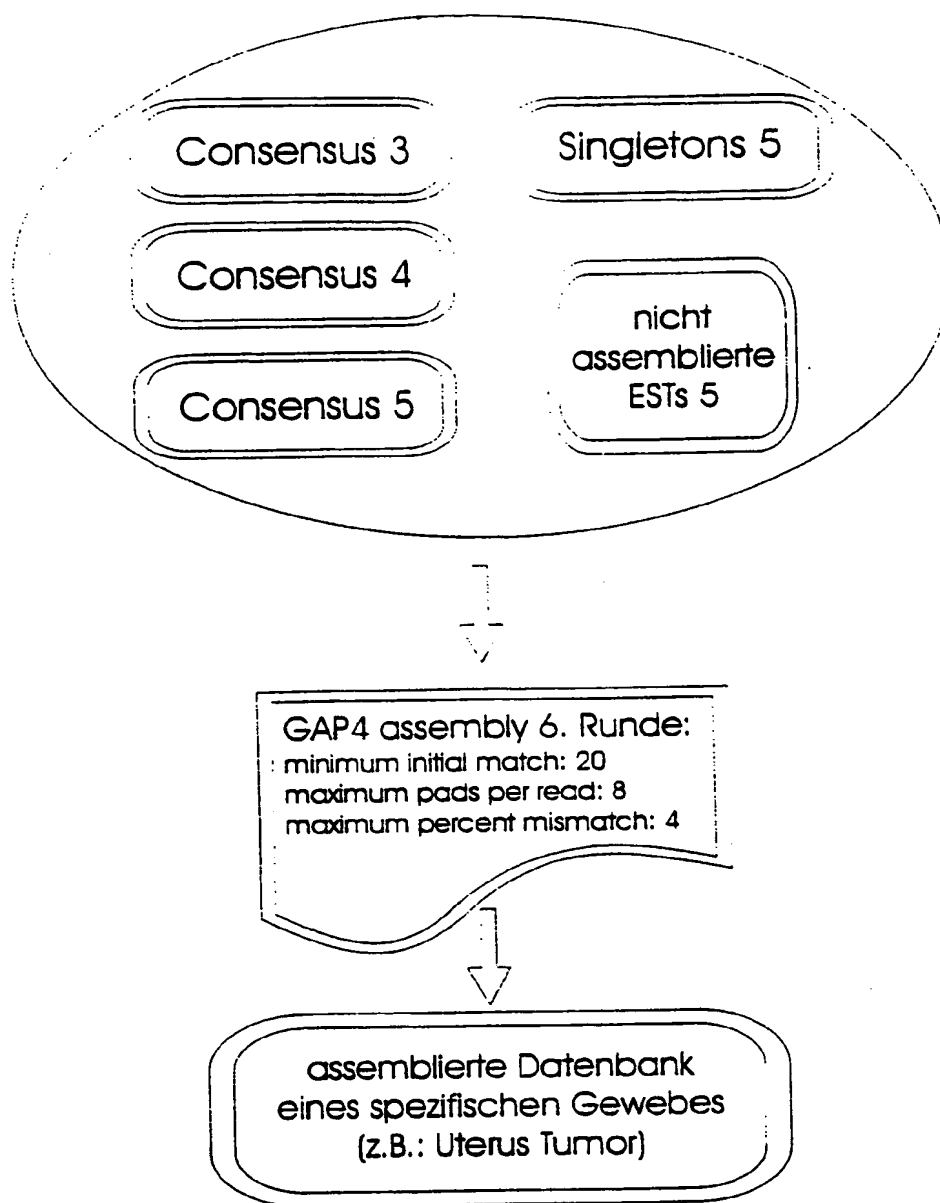 Consensus 3
Singletons 5
Consensus 4
nicht
assemblierte
ESTs 5
Consensus 5
GAP4 assembly 6. Runde:
minimum initial match: 20
maximum pads per read: 8
maximum percent mismatch: 4
assemblierte Datenbank
eines spezifischen Gewebes
(z.B.: Uterus Tumor)